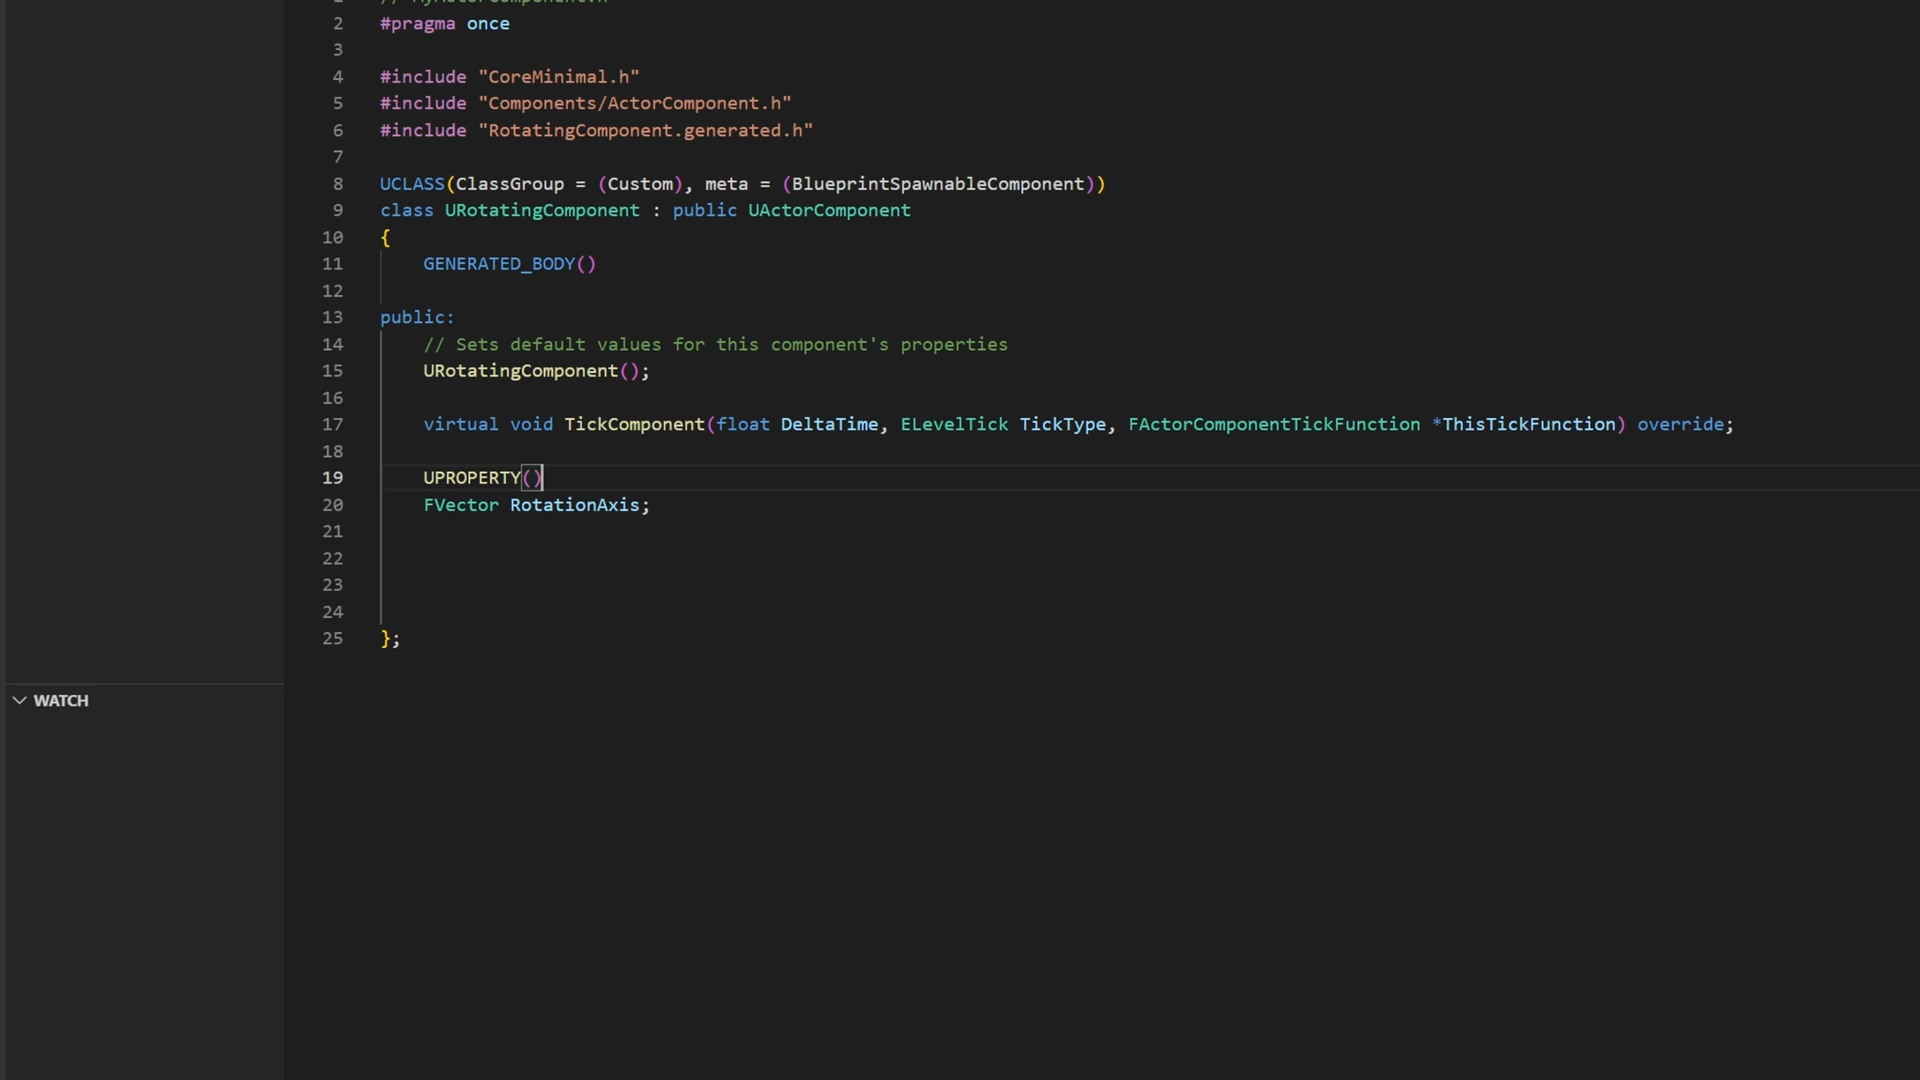 2 #pragma once
3
4 #include "CoreMinimal.h"
5 #include "Components/ActorComponent.h"
6 #include "RotatingComponent.generated.h"
7
8 UCLASS(ClassGroup = (Custom), meta = (BlueprintSpawnableComponent))
9 class URotatingComponent : public UActorComponent
10 {
11 GENERATED_BODY()
12
13 public:
14 // Sets default values for this component's properties
15 URotatingComponent();
16
17 virtual void TickComponent(float DeltaTime, ELevelTick TickType, FActorComponentTickFunction *ThisTickFunction) override;
18
19 UPROPERTY()
20 FVector RotationAxis;
21
22
23
24
25 };
WATCH